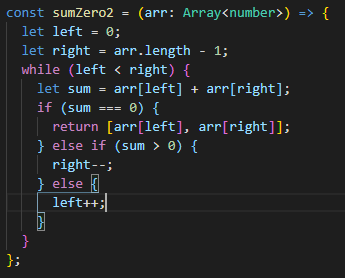 const sumZero2 = (arr: Array<number>) => {
  let left = 0;
  let right = arr.length - 1;
  while (left < right) {
    let sum = arr[left] + arr[right];
    if (sum === 0) {
      return [arr[left], arr[right]];
    } else if (sum > 0) {
      right--;
    } else {
      left++;
    }
  }
};